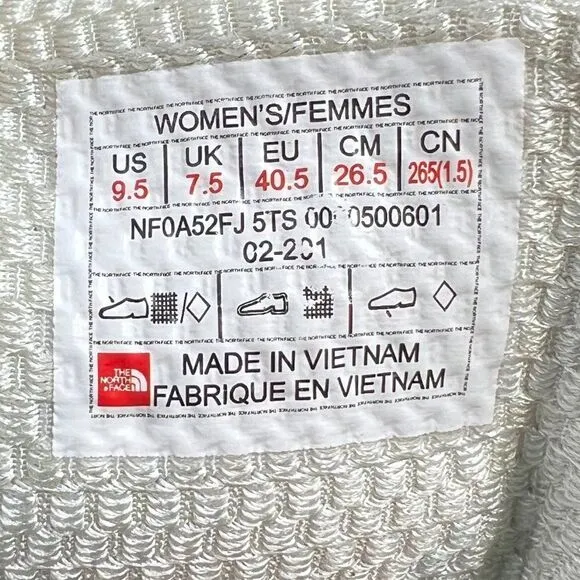 WOMEN'S/FEMMES
US UK EU CM CN
9.5 7.5 40.5 26.5 265(1.5)
NF0A52FJ 5TS
02-201
THE NORTH FACE
MADE IN VIETNAM
FABRIQUE EN VIETNAM